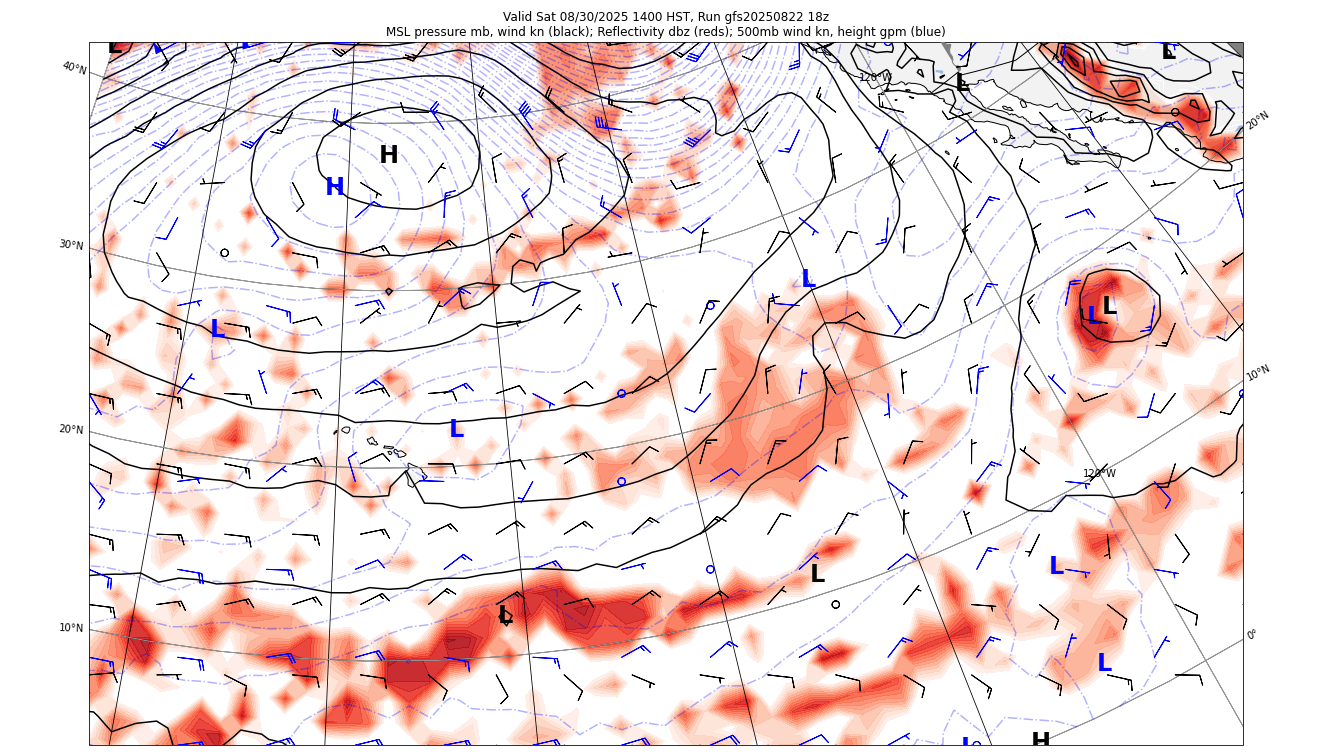 Valid Sat 08/30/2025 1400 HST, Run gfs20250822 18z
MSL pressure mb, wind kn (black); Reflectivity dbz (reds); 500mb wind kn, height gpm (blue)
L L L L L
40°N 120°W L
20°N
H
H
30°N
L
L L
L
10°N
L
20°N
120°W
L
L
L
10°N 0°
L
L H